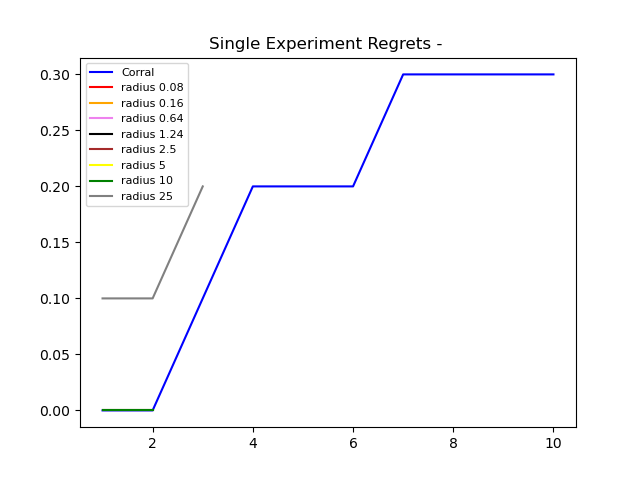 Single Experiment Regrets -
Corral
radius 0.08
radius 0.16
radius 0.64
radius 1.24
radius 2.5
radius 5
radius 10
radius 25
0.30
0.25
0.20
0.15
0.10
0.05
0.00
2 4 6 8 10